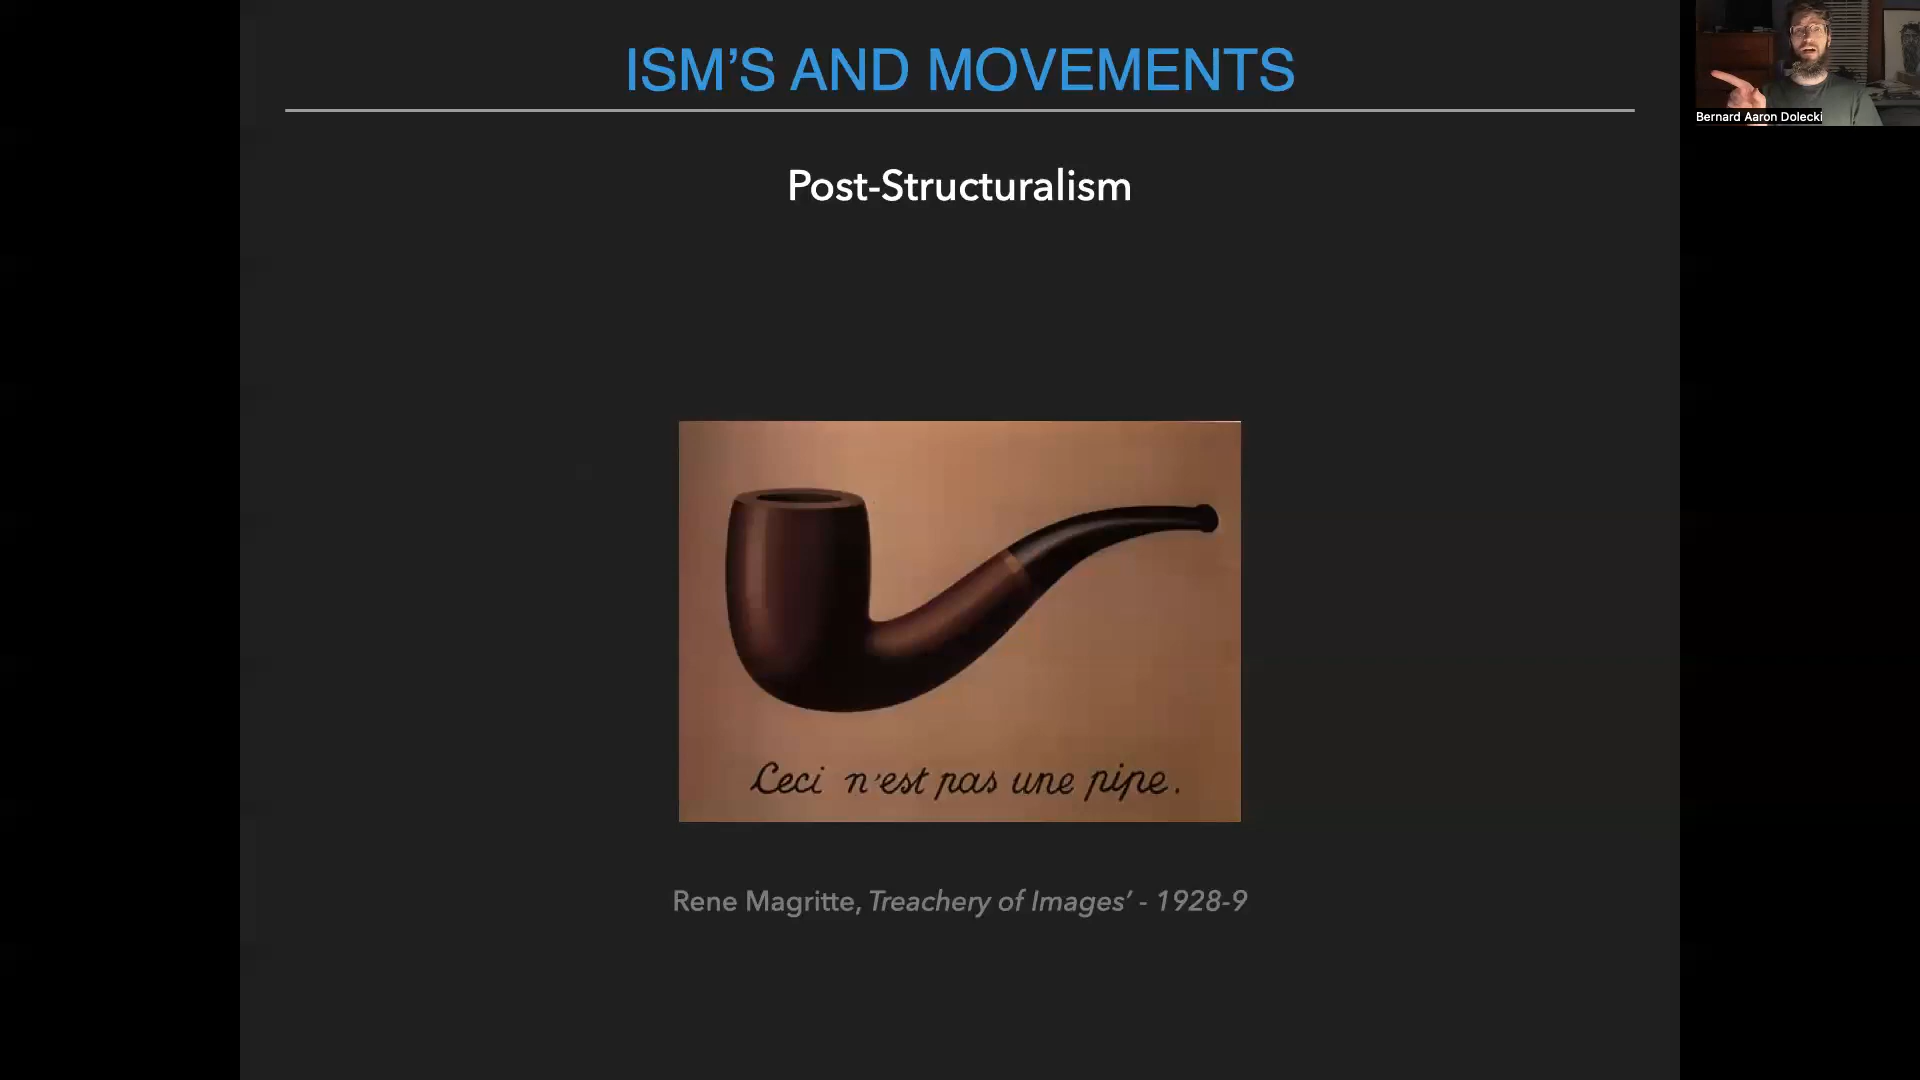 ISM’S AND MOVEMENTS
Bernard Aaron Dolecki
Post-Structuralism
Ceci n'est pas une pipe.
Rene Magritte, Treachery of Images’ - 1928-9